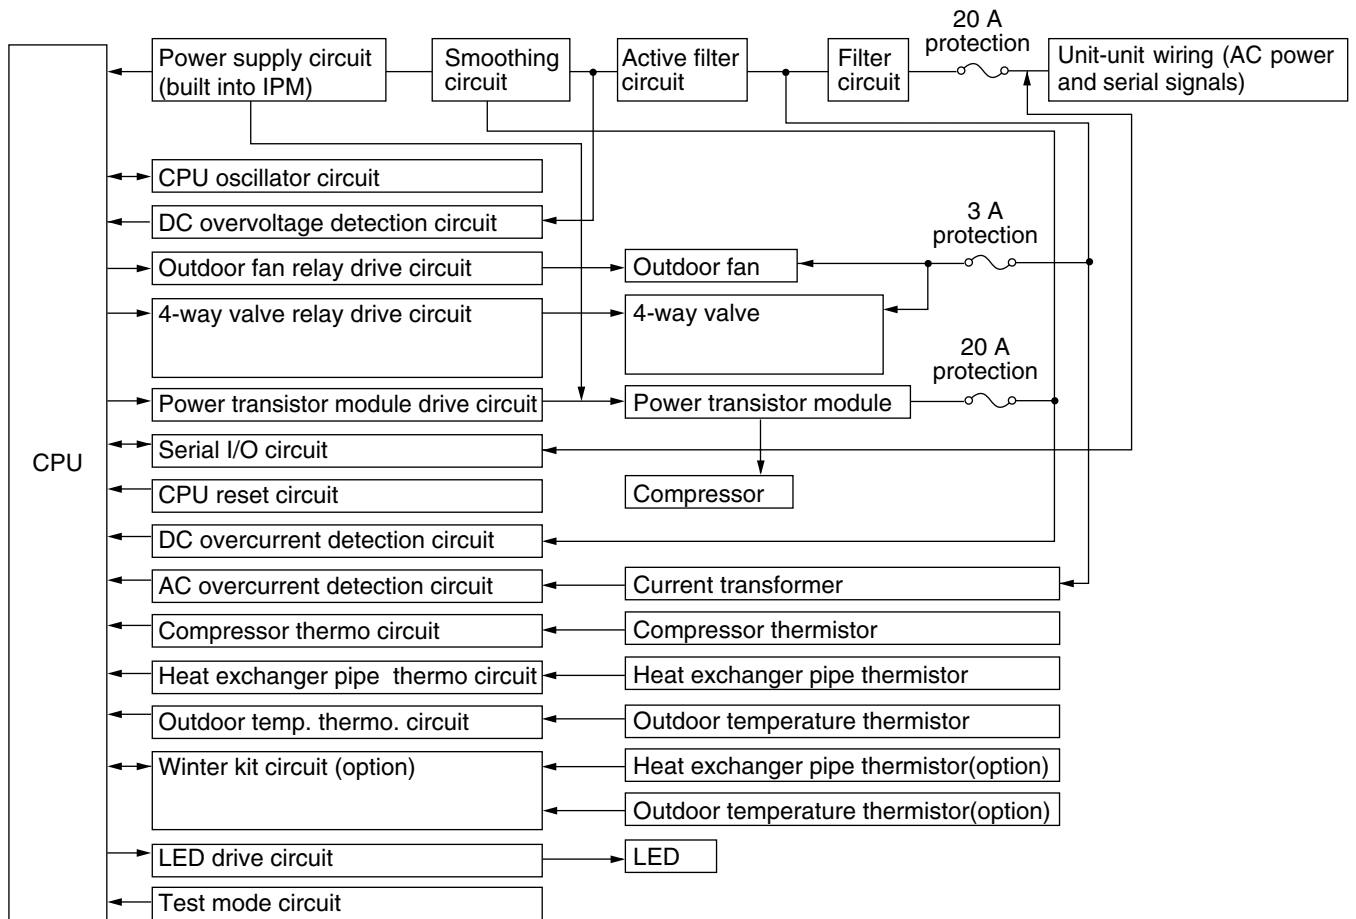 20 A
protection
Power supply circuit
(built into IPM)
Smoothing
circuit
Active filter
circuit
Filter
circuit
Unit-unit wiring (AC power
and serial signals)
CPU oscillator circuit
DC overvoltage detection circuit
3 A
protection
Outdoor fan relay drive circuit
Outdoor fan
4-way valve relay drive circuit
4-way valve
20 A
protection
Power transistor module drive circuit
Power transistor module
CPU
Serial I/O circuit
CPU reset circuit
Compressor
DC overcurrent detection circuit
AC overcurrent detection circuit
Current transformer
Compressor thermo circuit
Compressor thermistor
Heat exchanger pipe thermo circuit
Heat exchanger pipe thermistor
Outdoor temp. thermo. circuit
Outdoor temperature thermistor
Winter kit circuit (option)
Heat exchanger pipe thermistor(option)
Outdoor temperature thermistor(option)
LED drive circuit
LED
Test mode circuit